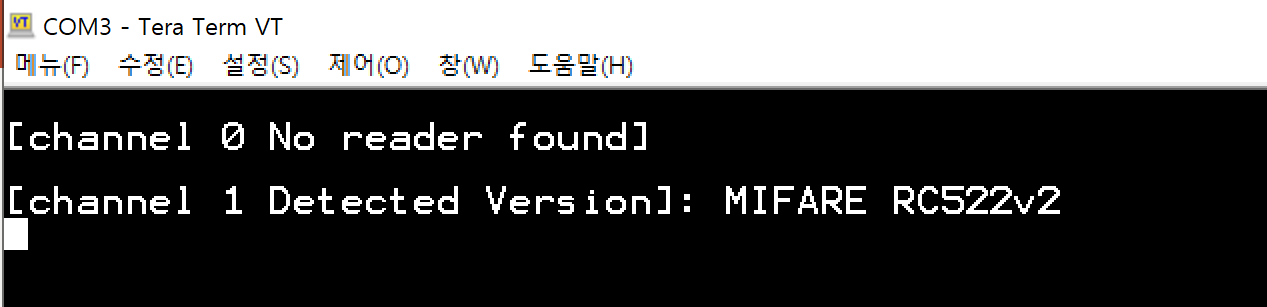 VT COM3 - Tera Term VT
메뉴(F) 수정(E) 설정(S) 제어(O) 창(W) 도움말(H)
[channel 0 No reader found]
[channel 1 Detected Version]: MIFARE RC522v2